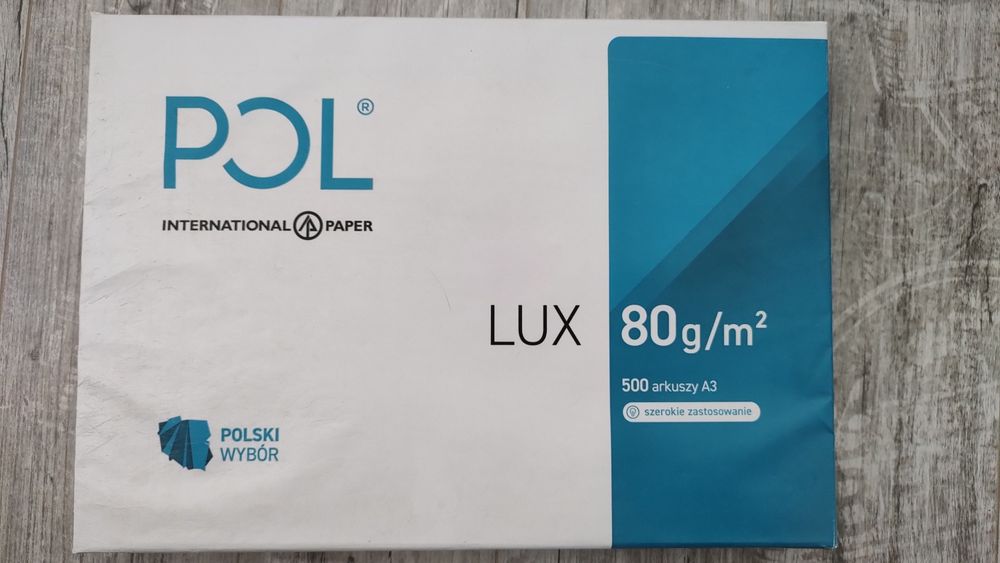 POL®
INTERNATIONAL PAPER
LUX
80g/m²
500 arkuszy A3
szerokie zastosowanie
POLSKI
WYBÓR